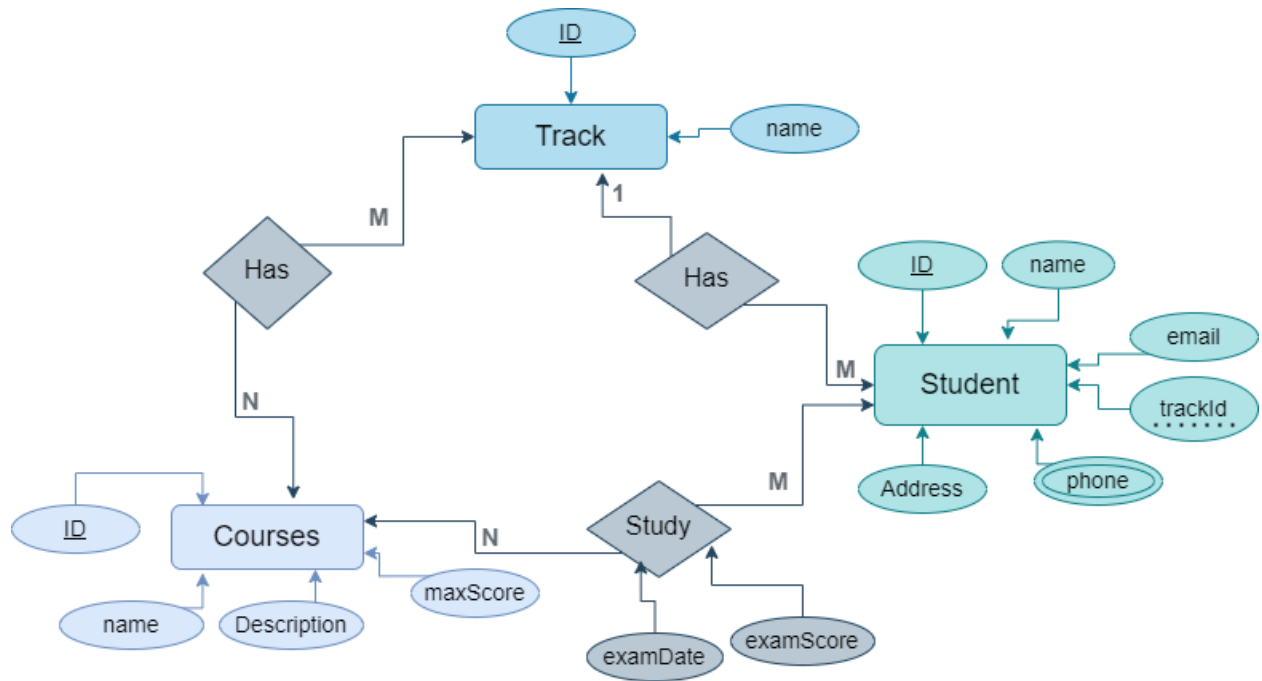 ID
Track
name
M
1
Has
Has
ID
name
email
M
Student
trackId
N
Address
phone
M
ID
Courses
N
Study
maxScore
name
Description
examDate
examScore